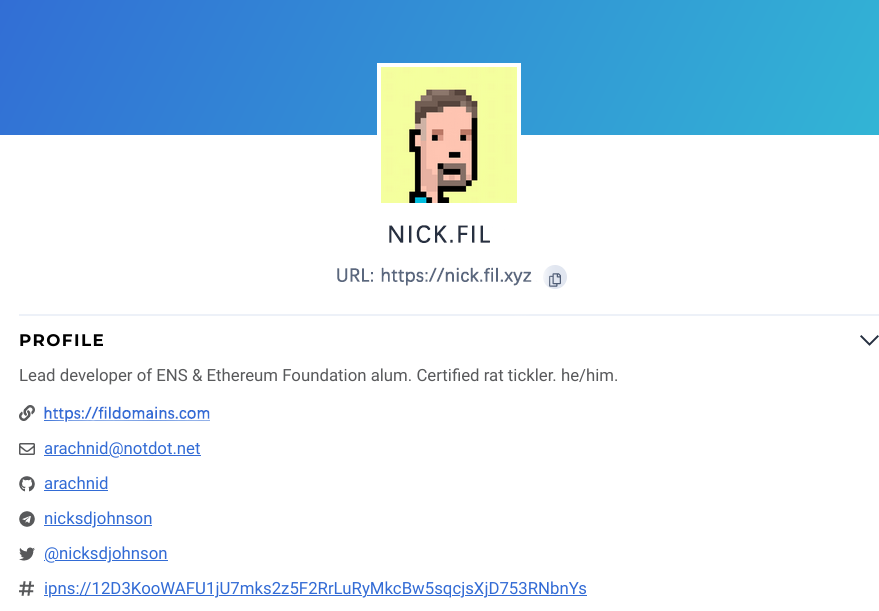 NICK.FIL
URL: https://nick.fil.xyz
PROFILE
Lead developer of ENS & Ethereum Foundation alum. Certified rat tickler. he/him.
https://fildomains.com
arachnid@notdot.net
arachnid
nicksdjohnson
@nicksdjohnson
ipns://12D3KooWAFU1jU7mks2z5F2RrLuRyMkcBw5sqcjsXjD753RNbnYs